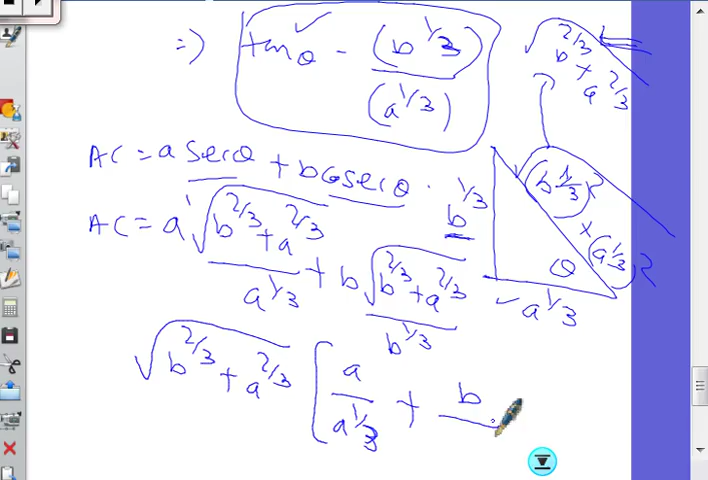 => tanθ - (b^1/3) / (a^1/3)
√ b^2/3 + a^2/3
AC = a secθ + b cosecθ .
AC = a √(b^2/3 + a^2/3) / a^1/3 + b √(b^2/3 + a^2/3) / b^1/3
b^1/3
√ (b^1/3)^2 + (a^1/3)^2
θ
a^1/3
√(b^2/3 + a^2/3) [ a / a^1/3 + b